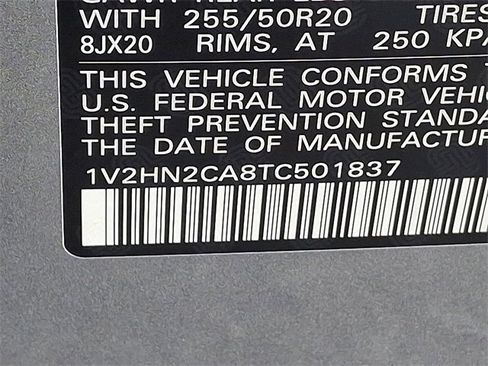 WITH 255/50R20 TIRES
8JX20 RIMS, AT 250 KPA
THIS VEHICLE CONFORMS
U.S. FEDERAL MOTOR VEHIC
THEFT PREVENTION STANDA
THE DATE OF MANUFACTUR
1V2HN2CA8TC501837